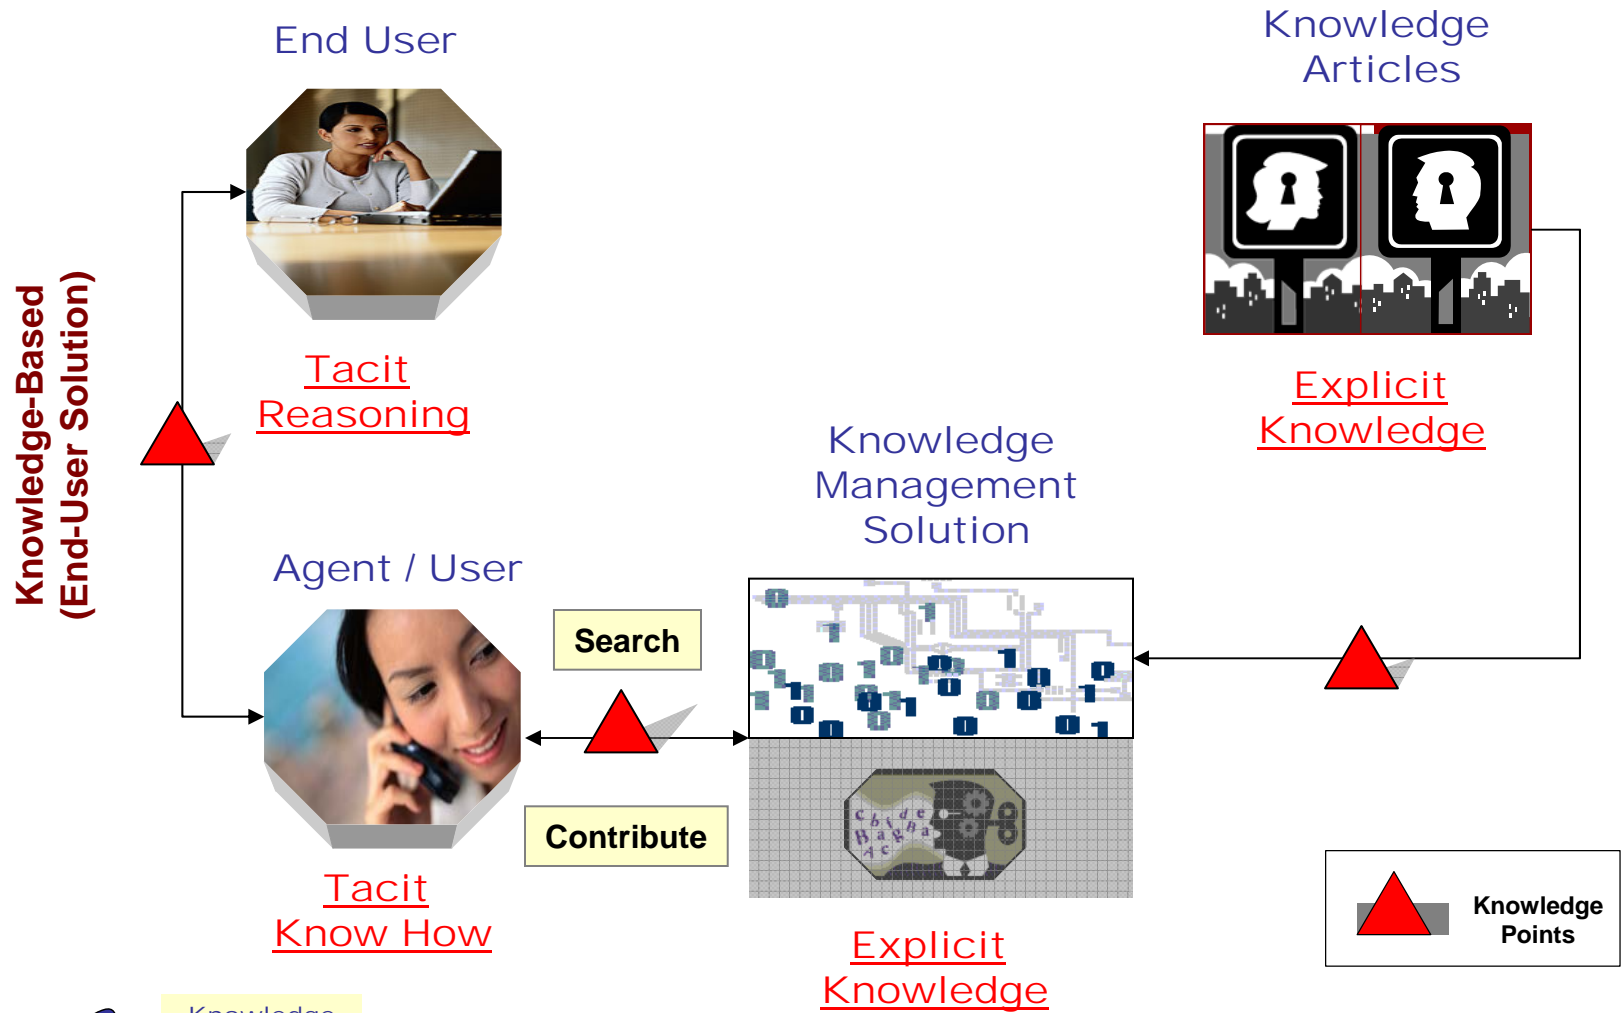 End User
Knowledge
Articles
Knowledge-Based
(End-User Solution)
Tacit
Reasoning
Explicit
Knowledge
Knowledge
Management
Solution
Agent / User
Search
Contribute
Tacit
Know How
Explicit
Knowledge
Knowledge
Points
Knowledge